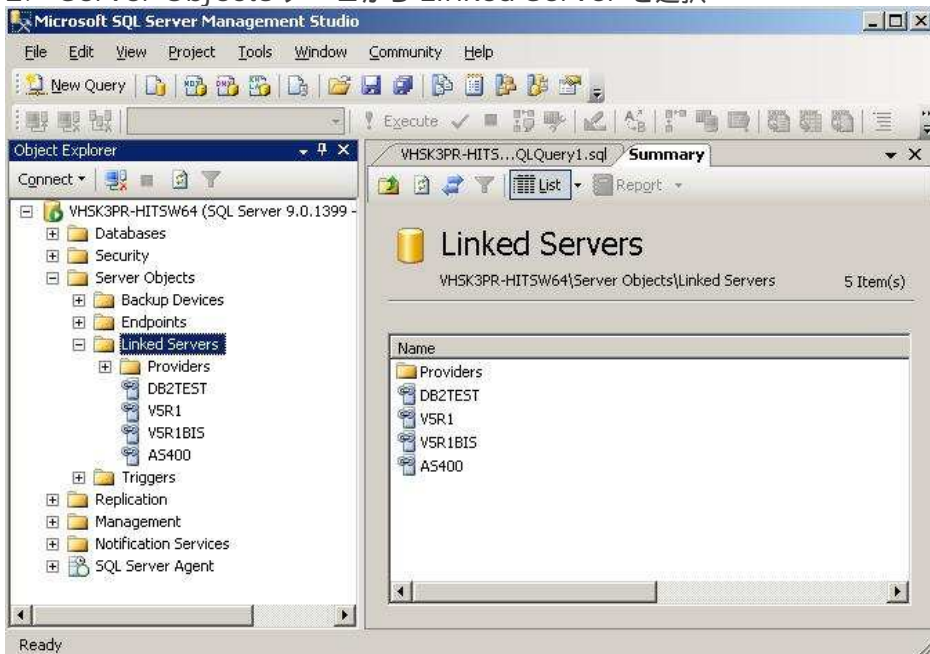 2. Server Objects ツリーから Linked Server を選択
Microsoft SQL Server Management Studio
File Edit View Project Tools Window Community Help
New Query
Execute
Object Explorer
VHSK3PR-HITS...QLQuery1.sql Summary
Connect
List Report
VHSK3PR-HITSW64 (SQL Server 9.0.1399 -
Databases
Security
Server Objects
Backup Devices
Endpoints
Linked Servers
Providers
DB2TEST
V5R1
V5R1BIS
AS400
Triggers
Replication
Management
Notification Services
SQL Server Agent
Linked Servers
VHSK3PR-HITSW64\Server Objects\Linked Servers 5 Item(s)
Name
Providers
DB2TEST
V5R1
V5R1BIS
AS400
Ready